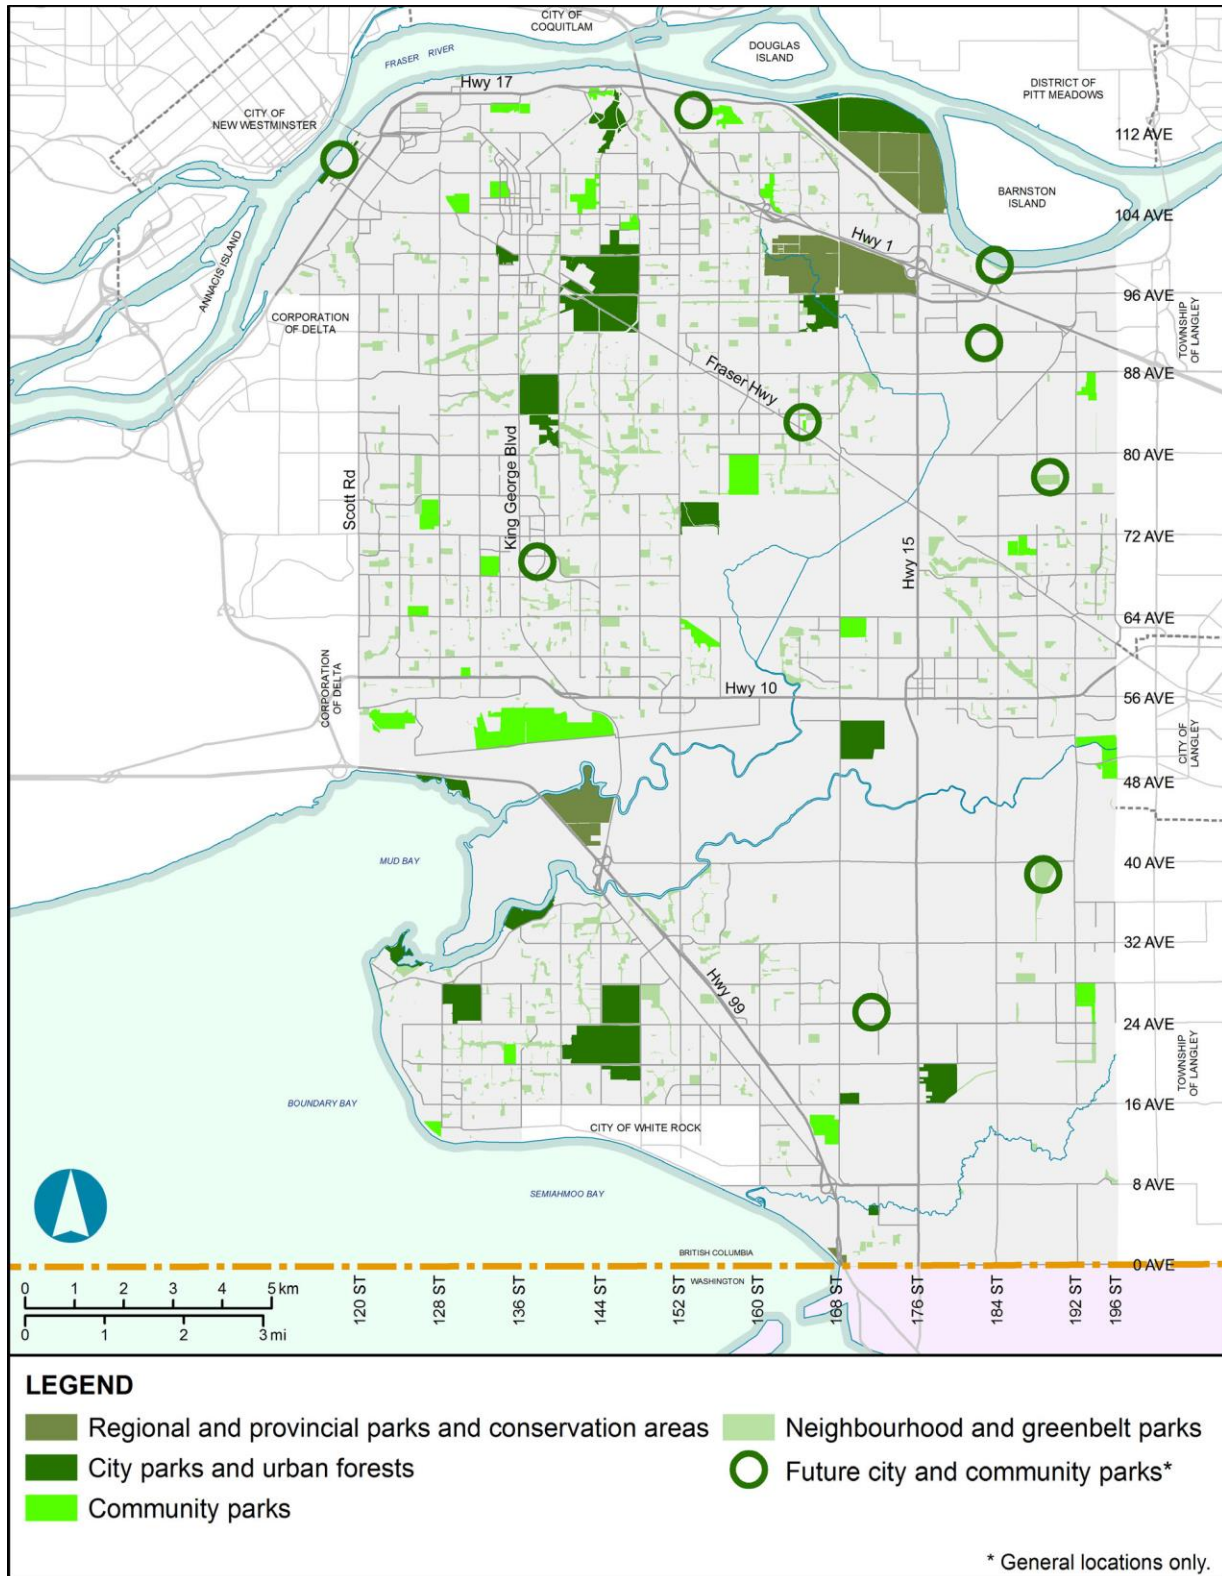 CITY OF
COQUITLAM
DOUGLAS
ISLAND
FRASER RIVER
Hwy 17
DISTRICT OF
PITT MEADOWS
CITY OF
NEW WESTMINSTER
112 AVE
BARNSTON
ISLAND
104 AVE
Hwy 1
ANNACIS ISLAND
96 AVE
CORPORATION
OF DELTA
TOWNSHIP
OF LANGLEY
88 AVE
Fraser Hwy
King George Blvd
80 AVE
Scott Rd
72 AVE
Hwy 15
64 AVE
CORPORATION
OF DELTA
Hwy 10
56 AVE
CITY OF
LANGLEY
48 AVE
MUD BAY
40 AVE
32 AVE
Hwy 99
24 AVE
TOWNSHIP
OF LANGLEY
BOUNDARY BAY
16 AVE
CITY OF WHITE ROCK
8 AVE
SEMIAHMOO BAY
BRITISH COLUMBIA
0 AVE
WASHINGTON
0 1 2 3 4 5 km
0 1 2 3 mi
120 ST
128 ST
136 ST
144 ST
152 ST
160 ST
168 ST
176 ST
184 ST
192 ST
196 ST
LEGEND
Regional and provincial parks and conservation areas
Neighbourhood and greenbelt parks
City parks and urban forests
Future city and community parks*
Community parks
* General locations only.